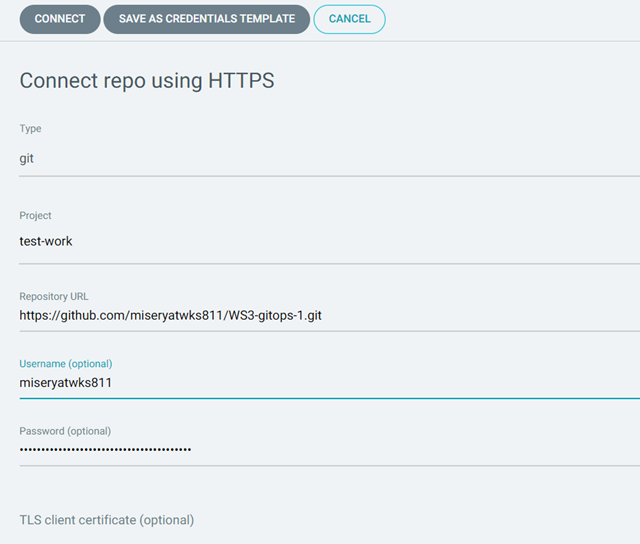 CONNECT SAVE AS CREDENTIALS TEMPLATE CANCEL
Connect repo using HTTPS
Type
git
Project
test-work
Repository URL
https://github.com/miseryatwks811/WS3-gitops-1.git
Username (optional)
miseryatwks811
Password (optional)
••••••••••••••••••••••••••••••••••••••••
TLS client certificate (optional)